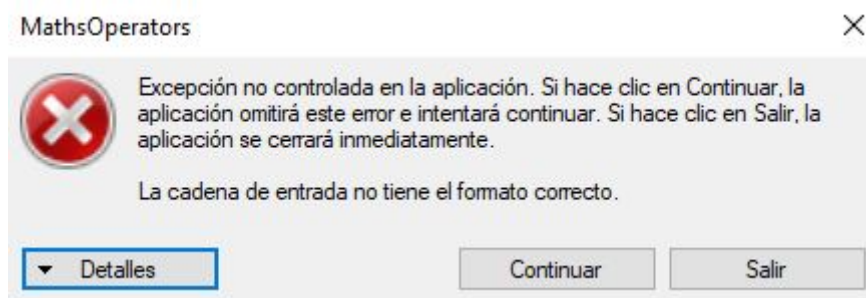 MathsOperators
Excepción no controlada en la aplicación. Si hace clic en Continuar, la
aplicación omitirá este error e intentará continuar. Si hace clic en Salir, la
aplicación se cerrará inmediatamente.
La cadena de entrada no tiene el formato correcto.
Detalles
Continuar
Salir